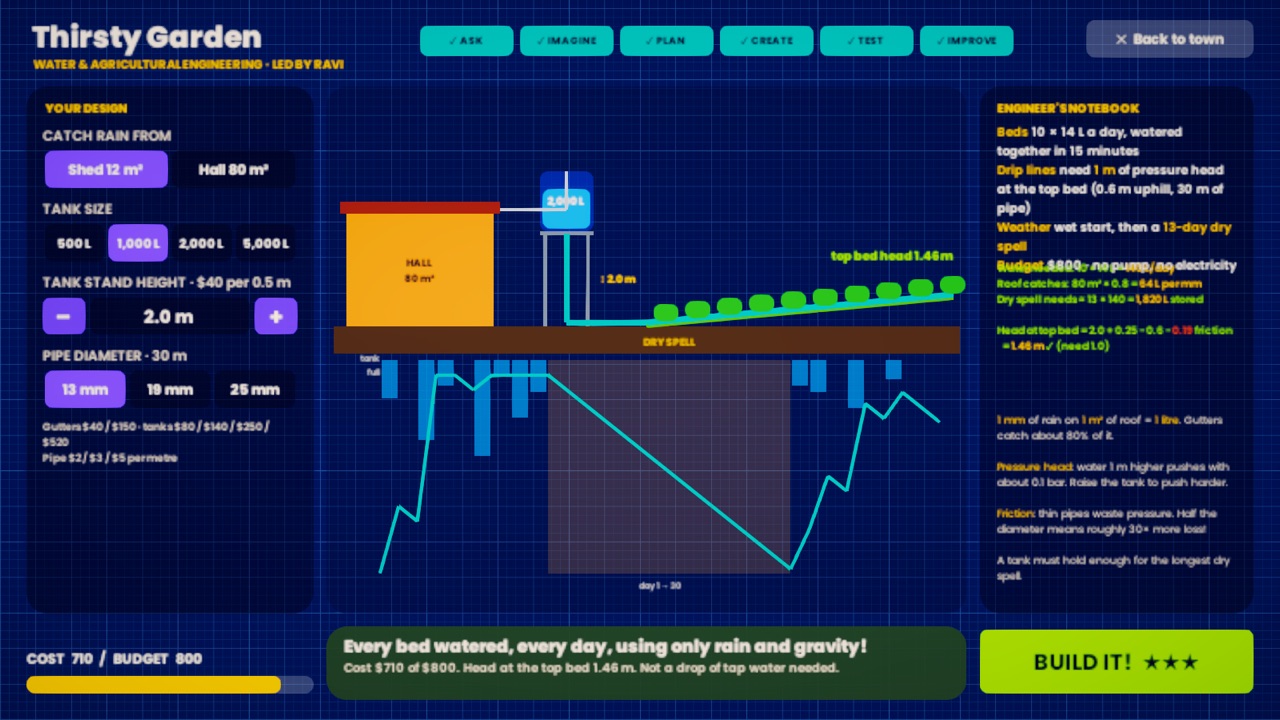 Thirsty Garden
WATER & AGRICULTURAL ENGINEERING · LED BY RAVI
✓ ASK
✓ IMAGINE
✓ PLAN
✓ CREATE
✓ TEST
✓ IMPROVE
✕ Back to town
YOUR DESIGN
CATCH RAIN FROM
Shed 12 m²
Hall 80 m²
TANK SIZE
500 L
1,000 L
2,000 L
5,000 L
TANK STAND HEIGHT · $40 per 0.5 m
−
2.0 m
+
PIPE DIAMETER · 30 m
13 mm
19 mm
25 mm
Gutters $40 / $150 · tanks $80 / $140 / $250 /
$520
Pipe $2 / $3 / $5 per metre
2,000 L
HALL
80 m²
↕ 2.0 m
top bed head 1.46 m
DRY SPELL
tank
full
day 1 – 30
ENGINEER'S NOTEBOOK
Beds 10 × 14 L a day, watered
together in 15 minutes
Drip lines need 1 m of pressure head
at the top bed (0.6 m uphill, 30 m of
pipe)
Weather wet start, then a 13-day dry
spell
Budget $800 · no pump, no electricity
Roof catches: 80 m² × 0.8 = 64 L per mm
Dry spell needs = 13 × 140 = 1,820 L stored
Head at top bed = 2.0 + 0.25 - 0.6 - 0.19 friction
= 1.46 m ✓ (need 1.0)
1 mm of rain on 1 m² of roof = 1 litre. Gutters
catch about 80% of it.
Pressure head: water 1 m higher pushes with
about 0.1 bar. Raise the tank to push harder.
Friction: thin pipes waste pressure. Half the
diameter means roughly 30× more loss!
A tank must hold enough for the longest dry
spell.
COST 710 / BUDGET 800
Every bed watered, every day, using only rain and gravity!
Cost $710 of $800. Head at the top bed 1.46 m. Not a drop of tap water needed.
BUILD IT! ★★★